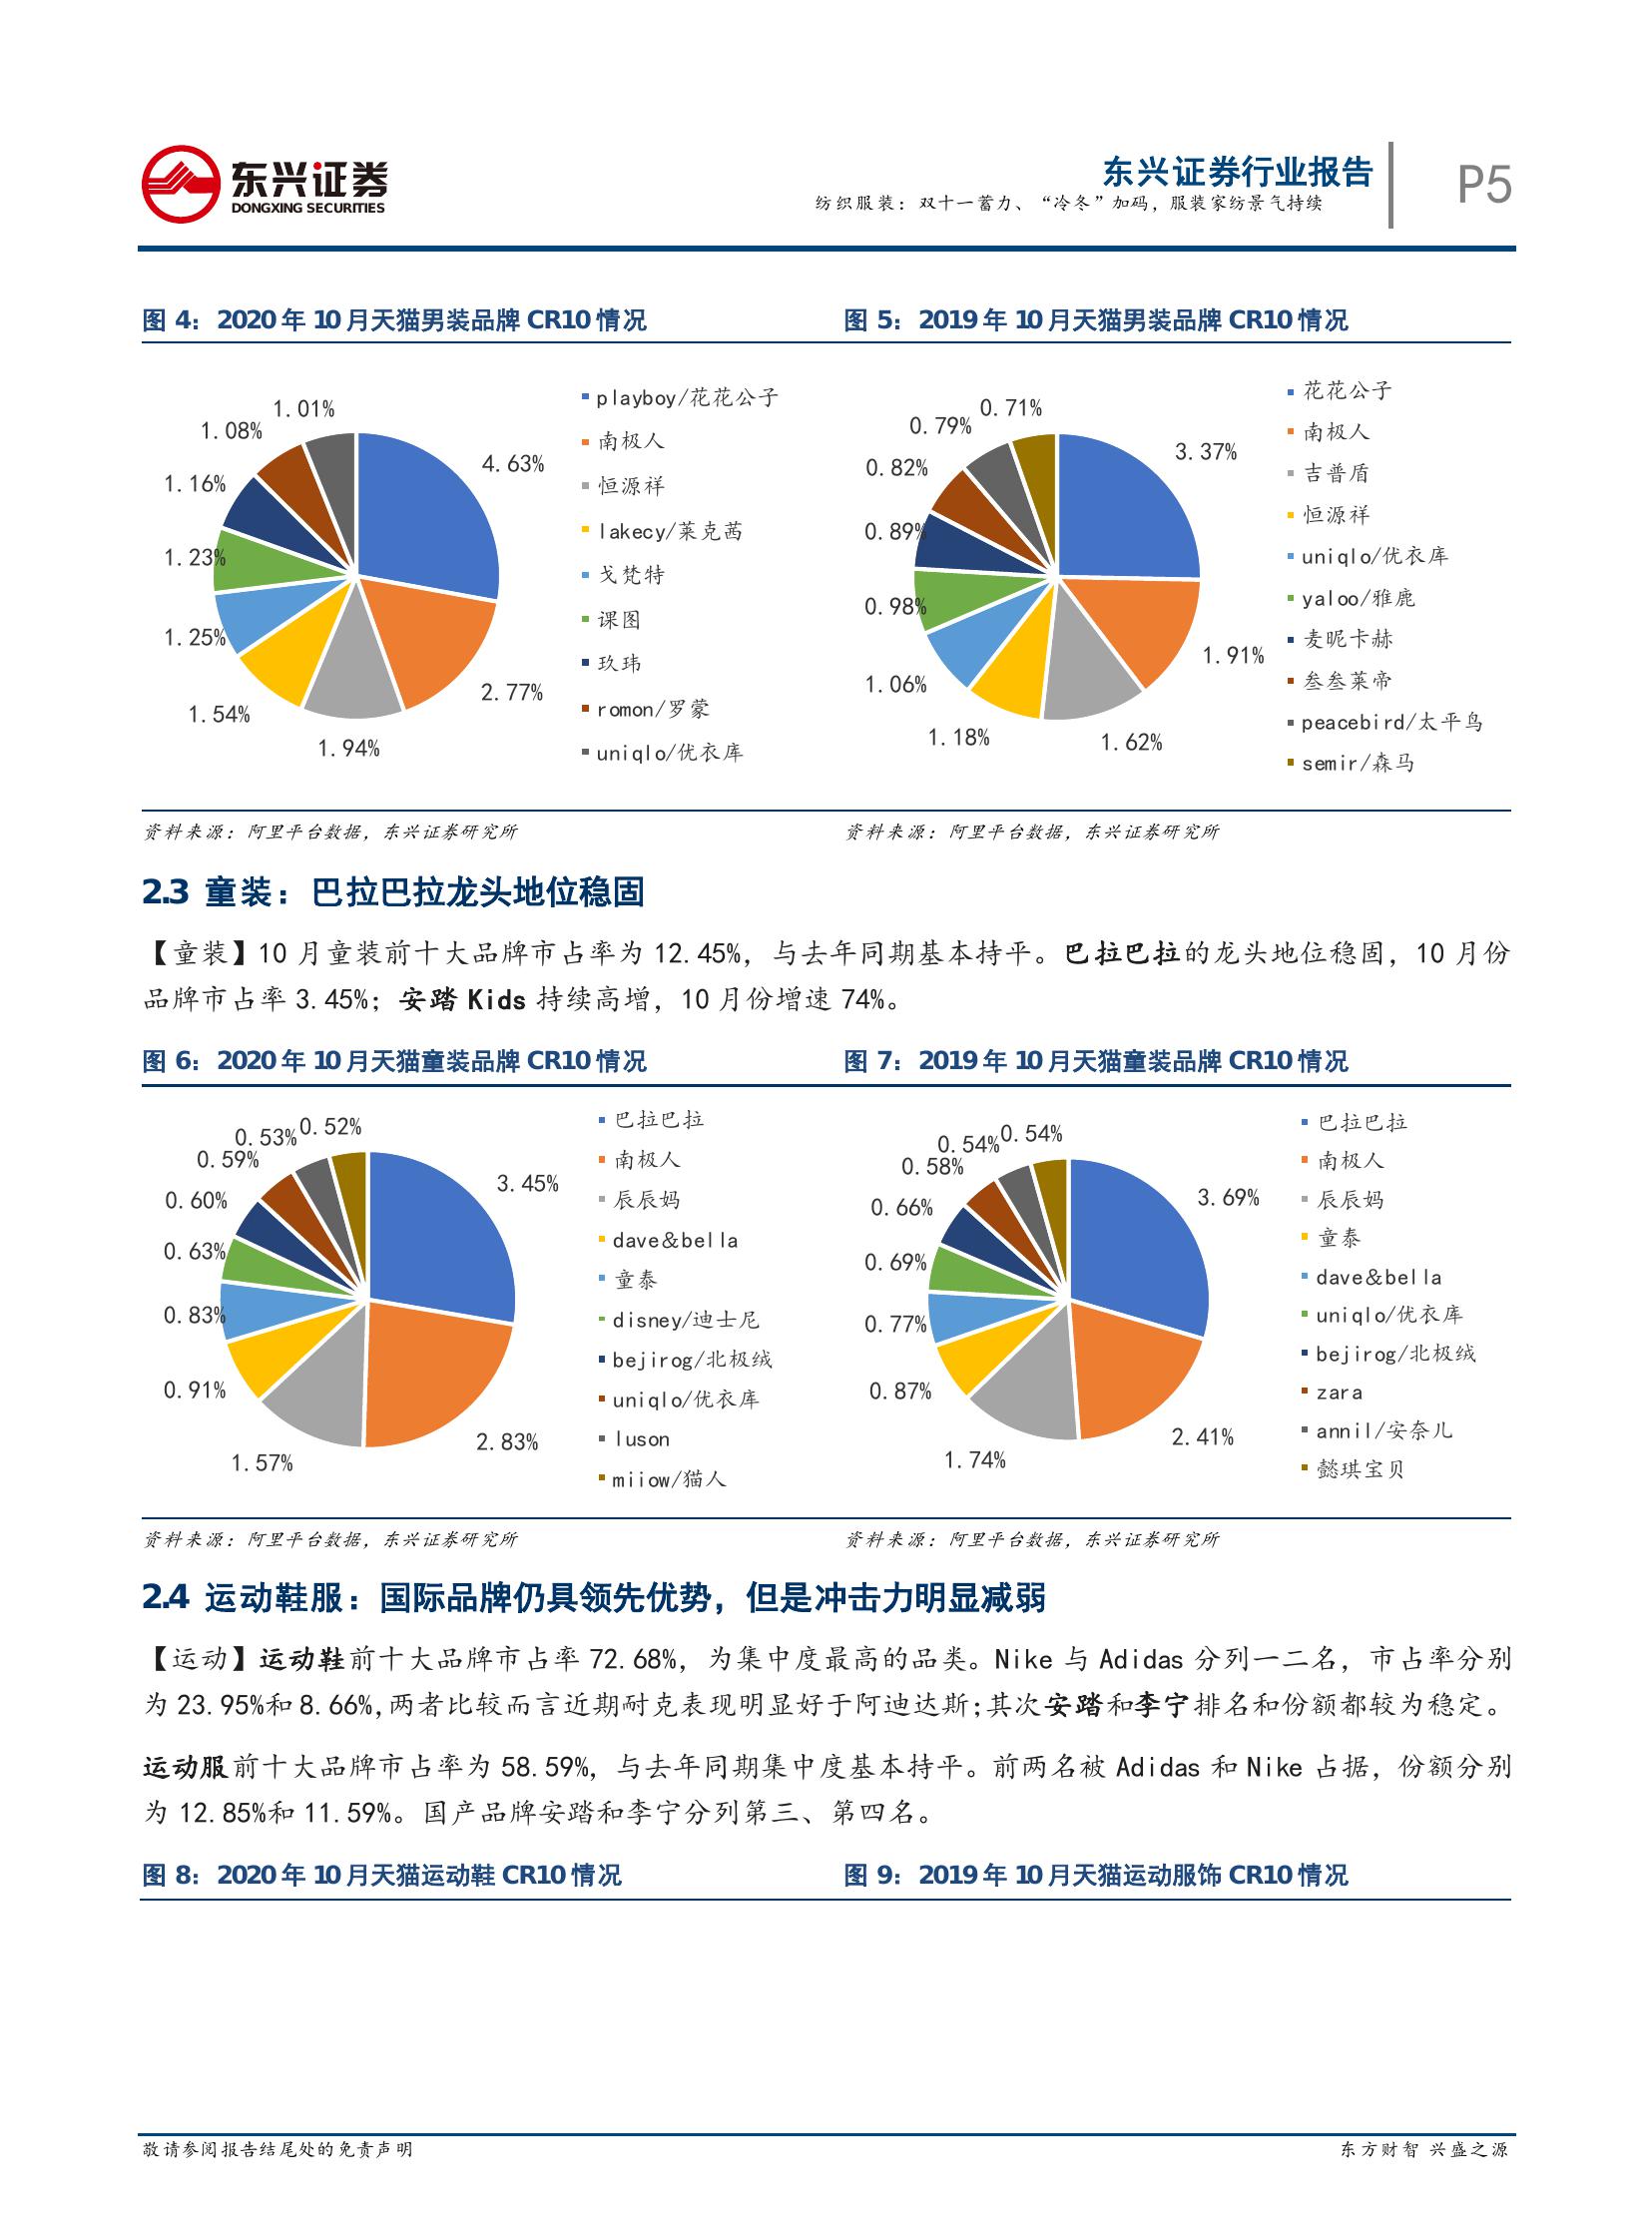 东兴证券
DONGXING SECURITIES
东兴证券行业报告
纺织服装：双十一蓄力、“冷冬”加码，服装家纺景气持续
P5
图 4：2020 年 10 月天猫男装品牌 CR10 情况
4.63%
2.77%
1.94%
1.54%
1.25%
1.23%
1.16%
1.08%
1.01%
playboy/花花公子
南极人
恒源祥
lakecy/莱克茜
戈梵特
课图
玖玮
romon/罗蒙
uniqlo/优衣库
资料来源：阿里平台数据，东兴证券研究所
图 5：2019 年 10 月天猫男装品牌 CR10 情况
3.37%
1.91%
1.62%
1.18%
1.06%
0.98%
0.89%
0.82%
0.79%
0.71%
花花公子
南极人
吉普盾
恒源祥
uniqlo/优衣库
yaloo/雅鹿
麦昵卡赫
叁叁菜帝
peacebird/太平鸟
semir/森马
资料来源：阿里平台数据，东兴证券研究所
2.3 童装：巴拉巴拉龙头地位稳固
【童装】10 月童装前十大品牌市占率为 12.45%，与去年同期基本持平。巴拉巴拉的龙头地位稳固，10 月份
品牌市占率 3.45%；安踏 Kids 持续高增，10 月份增速 74%。
图 6：2020 年 10 月天猫童装品牌 CR10 情况
3.45%
2.83%
1.57%
0.91%
0.83%
0.63%
0.60%
0.59%
0.53%
0.52%
巴拉巴拉
南极人
辰辰妈
dave&bella
童泰
disney/迪士尼
bejirog/北极绒
uniqlo/优衣库
luson
miiow/猫人
资料来源：阿里平台数据，东兴证券研究所
图 7：2019 年 10 月天猫童装品牌 CR10 情况
3.69%
2.41%
1.74%
0.87%
0.77%
0.69%
0.66%
0.58%
0.54%
0.54%
巴拉巴拉
南极人
辰辰妈
童泰
dave&bella
uniqlo/优衣库
bejirog/北极绒
zara
annil/安奈儿
懿琪宝贝
资料来源：阿里平台数据，东兴证券研究所
2.4 运动鞋服：国际品牌仍具领先优势，但是冲击力明显减弱
【运动】运动鞋前十大品牌市占率 72.68%，为集中度最高的品类。Nike 与 Adidas 分列一二名，市占率分别
为 23.95%和 8.66%,两者比较而言近期耐克表现明显好于阿迪达斯;其次安踏和李宁排名和份额都较为稳定。
运动服前十大品牌市占率为 58.59%，与去年同期集中度基本持平。前两名被 Adidas 和 Nike 占据，份额分别
为 12.85%和 11.59%。国产品牌安踏和李宁分列第三、第四名。
图 8：2020 年 10 月天猫运动鞋 CR10 情况
图 9：2019 年 10 月天猫运动服饰 CR10 情况
敬请参阅报告结尾处的免责声明
东方财智 兴盛之源